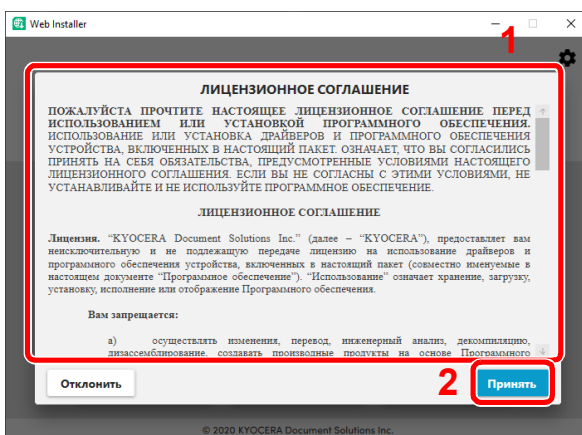 Web Installer
1
ЛИЦЕНЗИОННОЕ СОГЛАШЕНИЕ
ПОЖАЛУЙСТА ПРОЧТИТЕ НАСТОЯЩЕЕ ЛИЦЕНЗИОННОЕ СОГЛАШЕНИЕ ПЕРЕД
ИСПОЛЬЗОВАНИЕМ ИЛИ УСТАНОВКОЙ ПРОГРАММНОГО ОБЕСПЕЧЕНИЯ.
ИСПОЛЬЗОВАНИЕ ИЛИ УСТАНОВКА ДРАЙВЕРОВ И ПРОГРАММНОГО ОБЕСПЕЧЕНИЯ
УСТРОЙСТВА, ВКЛЮЧЕННЫХ В НАСТОЯЩИЙ ПАКЕТ. ОЗНАЧАЕТ, ЧТО ВЫ СОГЛАСИЛИСЬ
ПРИНЯТЬ НА СЕБЯ ОБЯЗАТЕЛЬСТВА, ПРЕДУСМОТРЕННЫЕ УСЛОВИЯМИ НАСТОЯЩЕГО
ЛИЦЕНЗИОННОГО СОГЛАШЕНИЯ. ЕСЛИ ВЫ НЕ СОГЛАСНЫ С ЭТИМИ УСЛОВИЯМИ, НЕ
УСТАНАВЛИВАЙТЕ И НЕ ИСПОЛЬЗУЙТЕ ПРОГРАММНОЕ ОБЕСПЕЧЕНИЕ.
ЛИЦЕНЗИОННОЕ СОГЛАШЕНИЕ
Лицензия. “KYOCERA Document Solutions Inc.” (далее – “KYOCERA”), предоставляет вам
неисключительную и не подлежащую передаче лицензию на использование драйверов и
программного обеспечения устройства, включенных в настоящий пакет (совместно именуемые в
настоящем документе “Программное обеспечение”). “Использование” означает хранение, загрузку,
установку, исполнение или отображение Программного обеспечения.
Вам запрещается:
а) осуществлять изменения, перевод, инженерный анализ, декомпиляцию,
дизассемблирование, создавать производные продукты на основе Программного
Отклонить
2
Принять
© 2020 KYOCERA Document Solutions Inc.